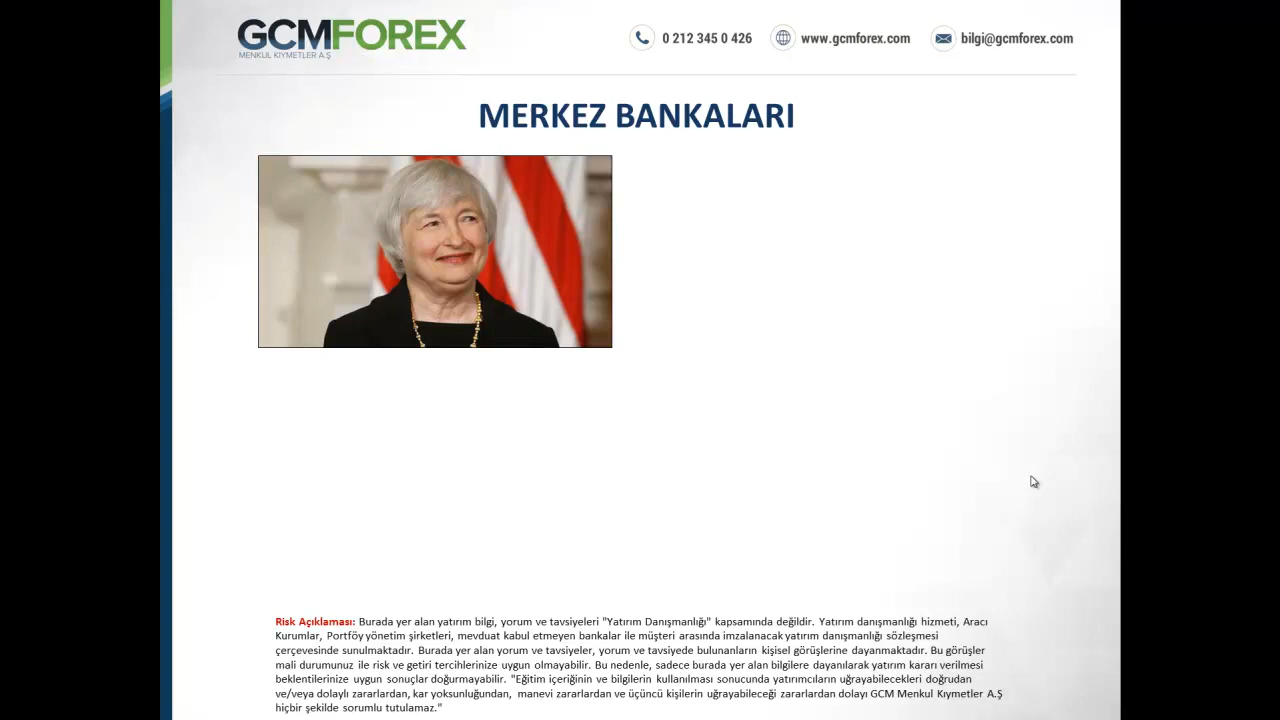 GCMFOREX
MENKUL KIYMETLER A.Ş
0 212 345 0 426
www.gcmforex.com
bilgi@gcmforex.com
MERKEZ BANKALARI
Risk Açıklaması: Burada yer alan yatırım bilgi, yorum ve tavsiyeleri "Yatırım Danışmanlığı" kapsamında değildir. Yatırım danışmanlığı hizmeti, Aracı
Kurumlar, Portföy yönetim şirketleri, mevduat kabul etmeyen bankalar ile müşteri arasında imzalanacak yatırım danışmanlığı sözleşmesi
çerçevesinde sunulmaktadır. Burada yer alan yorum ve tavsiyeler, yorum ve tavsiyede bulunanların kişisel görüşlerine dayanmaktadır. Bu görüşler
mali durumunuz ile risk ve getiri tercihlerinize uygun olmayabilir. Bu nedenle, sadece burada yer alan bilgilere dayanılarak yatırım kararı verilmesi
beklentilerinize uygun sonuçlar doğurmayabilir. "Eğitim içeriğinin ve bilgilerin kullanılması sonucunda yatırımcıların uğrayabilecekleri doğrudan
ve/veya dolaylı zararlardan, kar yoksunluğundan, manevi zararlardan ve üçüncü kişilerin uğrayabileceği zararlardan dolayı GCM Menkul Kıymetler A.Ş
hiçbir şekilde sorumlu tutulamaz."